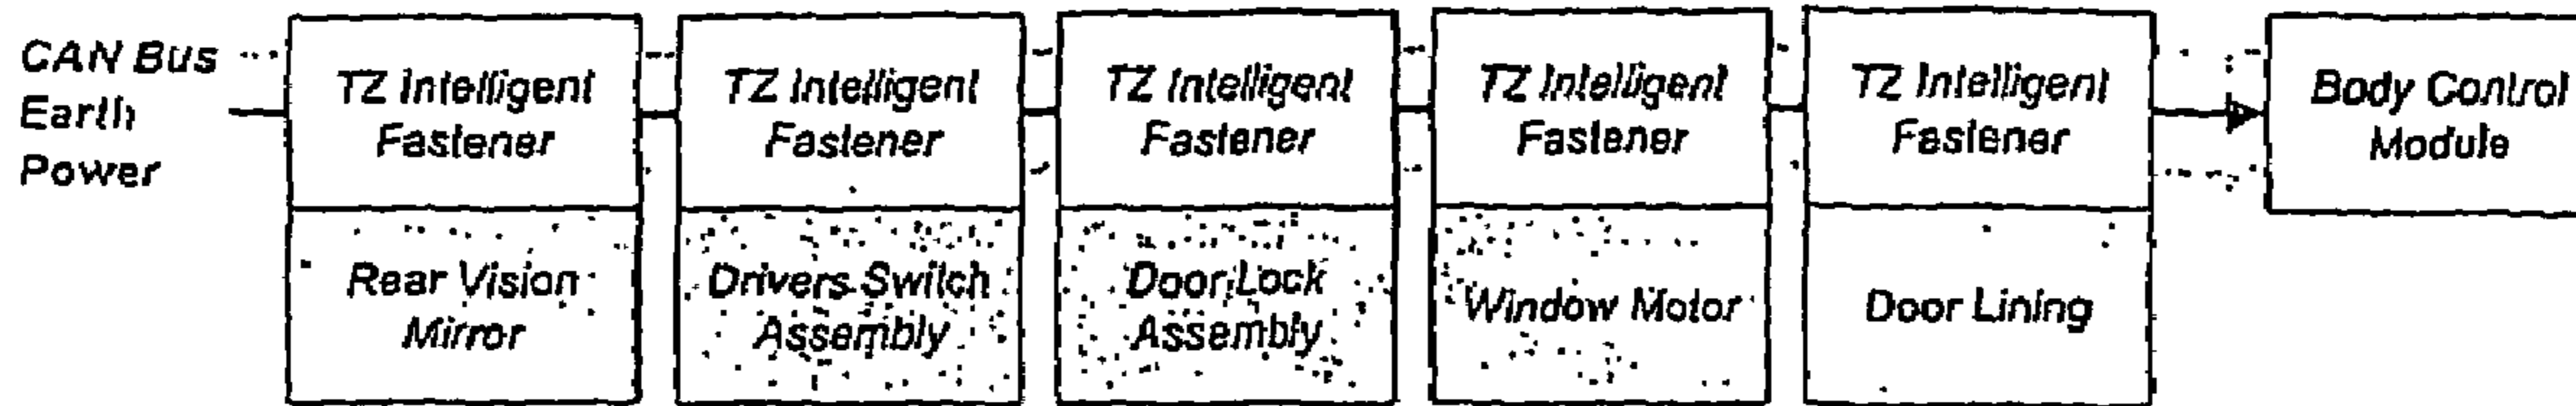 CAN Bus
Earth
Power
TZ Intelligent
Fastener
Rear Vision
Mirror
TZ Intelligent
Fastener
Drivers Switch
Assembly
TZ Intelligent
Fastener
Door Lock
Assembly
TZ Intelligent
Fastener
Window Motor
TZ Intelligent
Fastener
Door Lining
Body Control
Module